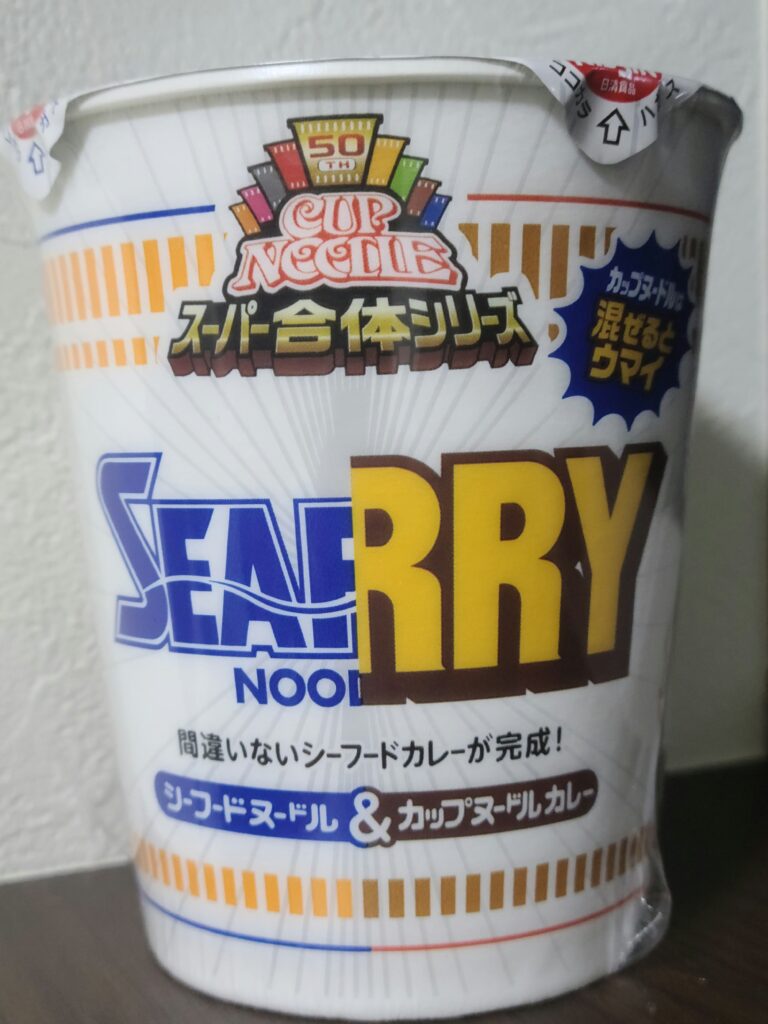 日清食品
50
TH
CUP
NOODLE
スーパー合体シリーズ
カップヌードルは
混ぜると
ウマイ
SEAFRRY
NOOD
間違いないシーフードカレーが完成!
シーフードヌードル & カップヌードル カレー